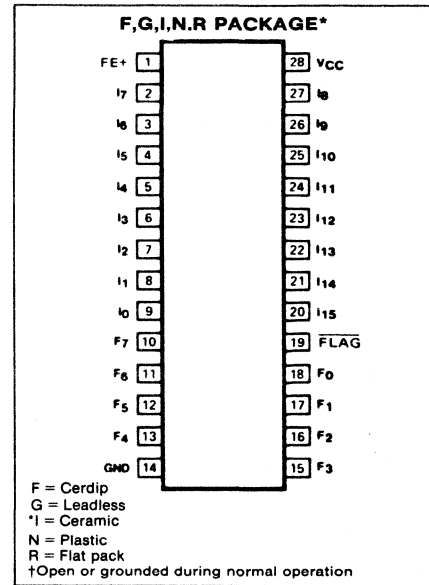 F,G,I,N.R PACKAGE*
FE+ 1 28 VCC
I7 2 27 I8
I6 3 26 I9
I5 4 25 I10
I4 5 24 I11
I3 6 23 I12
I2 7 22 I13
I1 8 21 I14
I0 9 20 I15
F7 10 19 FLAG
F6 11 18 F0
F5 12 17 F1
F4 13 16 F2
GND 14 15 F3
F = Cerdip
G = Leadless
*I = Ceramic
N = Plastic
R = Flat pack
†Open or grounded during normal operation